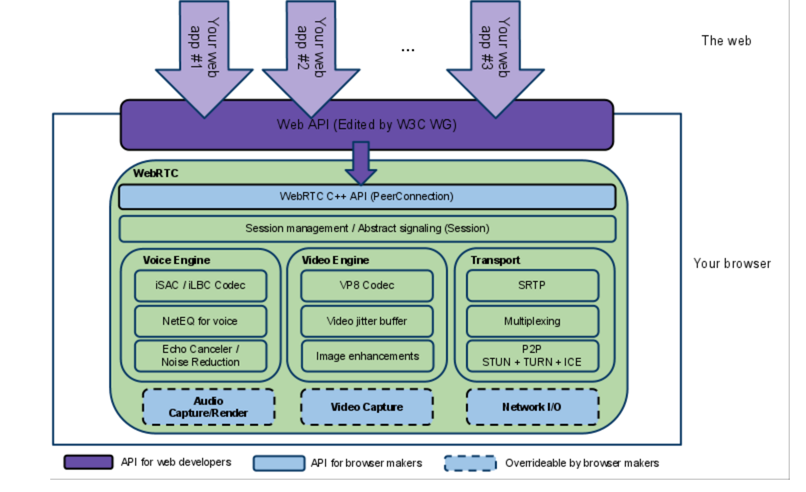 Your web
app #1
Your web
app #2
...
Your web
app #3
The web
Web API (Edited by W3C WG)
WebRTC
WebRTC C++ API (PeerConnection)
Session management / Abstract signaling (Session)
Your browser
Voice Engine
iSAC / iLBC Codec
NetEQ for voice
Echo Canceler /
Noise Reduction
Video Engine
VP8 Codec
Video jitter buffer
Image enhancements
Transport
SRTP
Multiplexing
P2P
STUN + TURN + ICE
Audio
Capture/Render
Video Capture
Network I/O
API for web developers
API for browser makers
Overrideable by browser makers